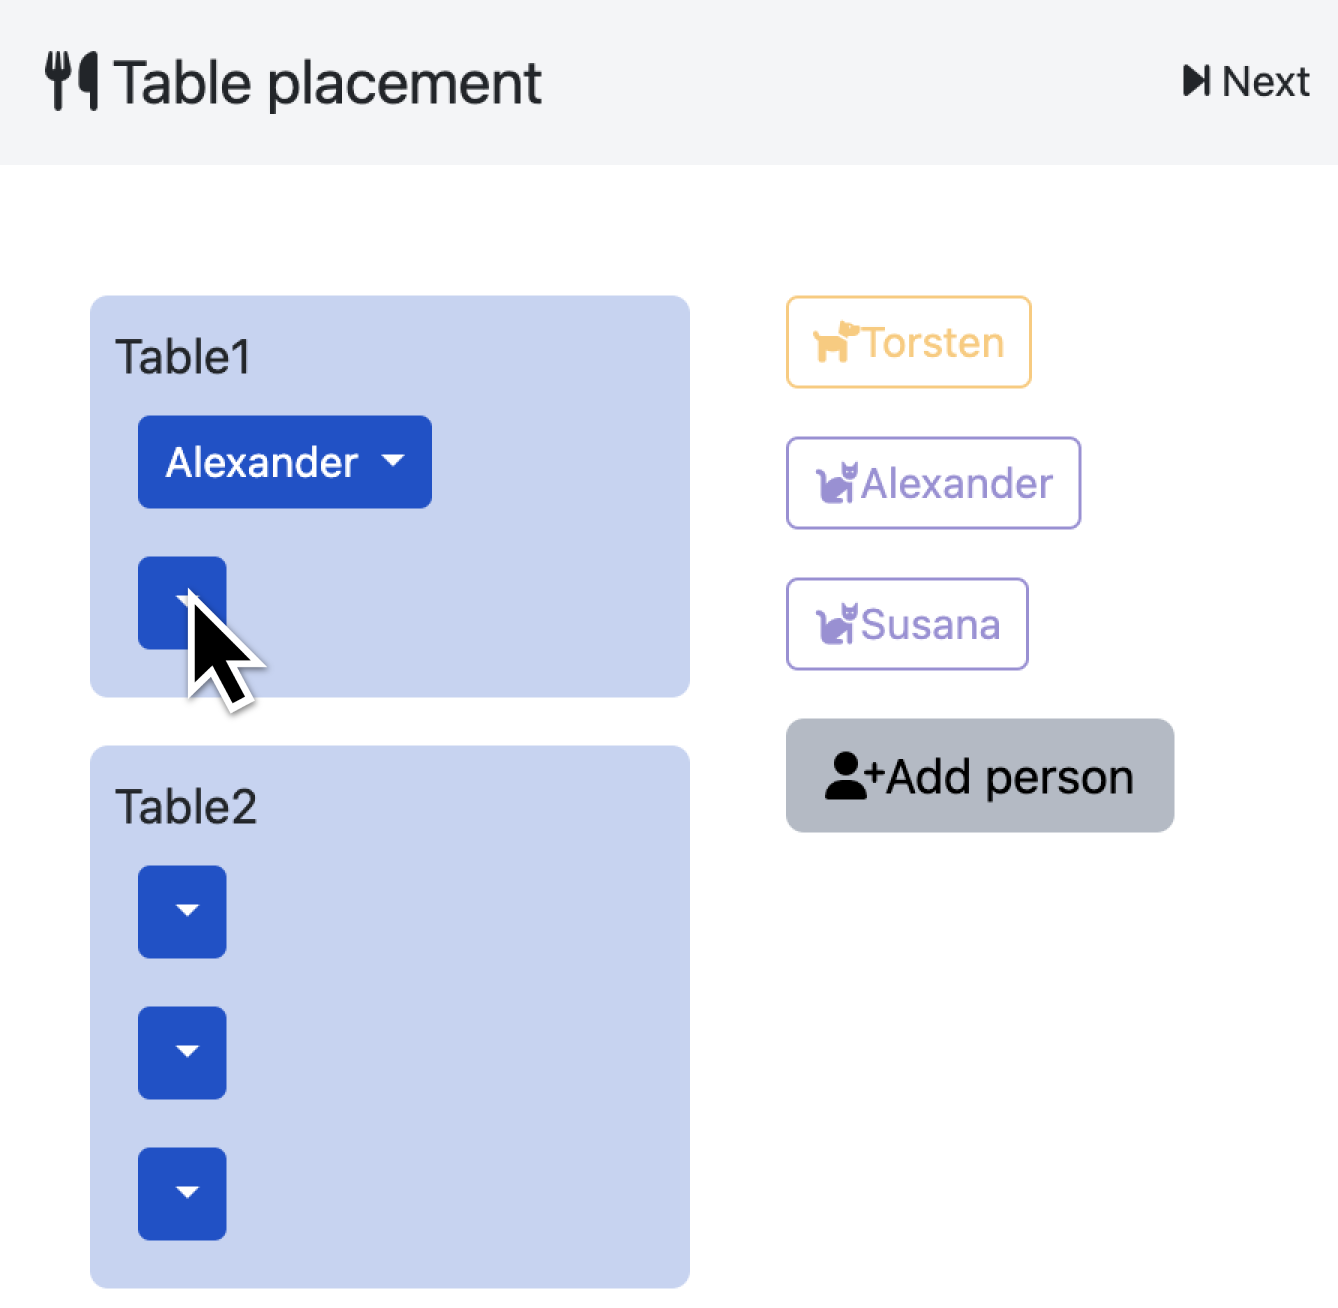 Table placement
Next
Table1
Alexander
Table2
Torsten
Alexander
Susana
Add person